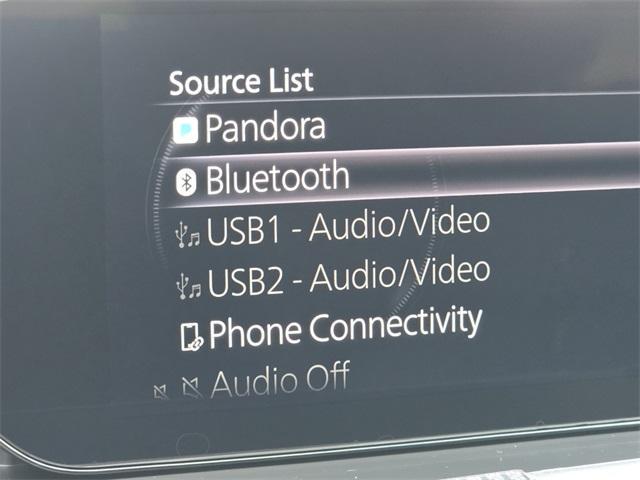 Source List
Pandora
Bluetooth
USB1 - Audio/Video
USB2 - Audio/Video
Phone Connectivity
Audio Off